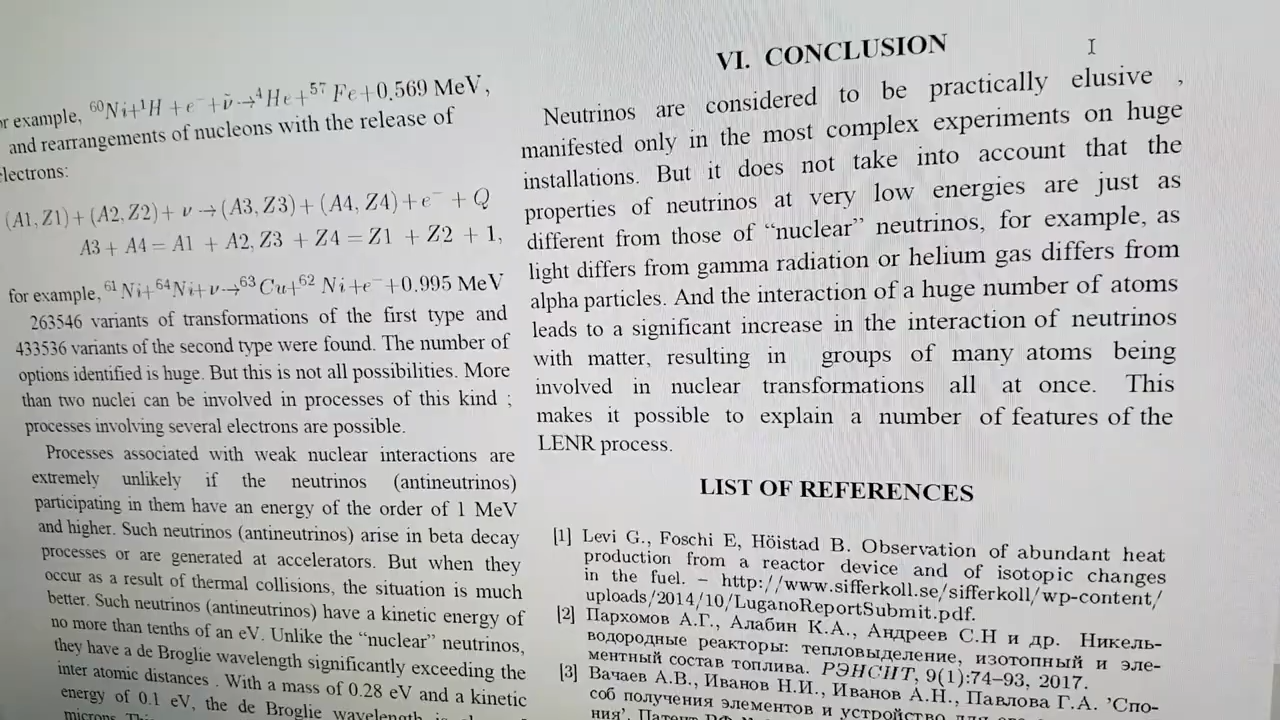 or example, ⁶⁰Ni+¹H +e⁻+ν̃→⁴He+⁵⁷Fe+0.569 MeV,
and rearrangements of nucleons with the release of
electrons:
(A1,Z1)+(A2,Z2)+ ν →(A3,Z3)+(A4,Z4)+e⁻ + Q
A3 + A4 = A1 + A2, Z3 + Z4 = Z1 + Z2 + 1,
for example, ⁶¹Ni+⁶⁴Ni+ν→⁶³Cu+⁶²Ni+e⁻+0.995 MeV
263546 variants of transformations of the first type and
433536 variants of the second type were found. The number of
options identified is huge. But this is not all possibilities. More
than two nuclei can be involved in processes of this kind ;
processes involving several electrons are possible.
Processes associated with weak nuclear interactions are
extremely unlikely if the neutrinos (antineutrinos)
participating in them have an energy of the order of 1 MeV
and higher. Such neutrinos (antineutrinos) arise in beta decay
processes or are generated at accelerators. But when they
occur as a result of thermal collisions, the situation is much
better. Such neutrinos (antineutrinos) have a kinetic energy of
no more than tenths of an eV. Unlike the “nuclear” neutrinos,
they have a de Broglie wavelength significantly exceeding the
inter atomic distances . With a mass of 0.28 eV and a kinetic
energy of 0.1 eV, the de Broglie wavelength is
microns.
VI. CONCLUSION
Neutrinos are considered to be practically elusive ,
manifested only in the most complex experiments on huge
installations. But it does not take into account that the
properties of neutrinos at very low energies are just as
different from those of “nuclear” neutrinos, for example, as
light differs from gamma radiation or helium gas differs from
alpha particles. And the interaction of a huge number of atoms
leads to a significant increase in the interaction of neutrinos
with matter, resulting in groups of many atoms being
involved in nuclear transformations all at once. This
makes it possible to explain a number of features of the
LENR process.
LIST OF REFERENCES
[1] Levi G., Foschi E, Höistad B. Observation of abundant heat
production from a reactor device and of isotopic changes
in the fuel. – http://www.sifferkoll.se/sifferkoll/wp-content/
uploads/2014/10/LuganoReportSubmit.pdf.
[2] Пархомов А.Г., Алабин К.А., Андреев С.Н и др. Никель-
водородные реакторы: тепловыделение, изотопный и эле-
ментный состав топлива. РЭНСИТ, 9(1):74–93, 2017.
[3] Вачаев А.В., Иванов Н.И., Иванов А.Н., Павлова Г.А. 'Спо-
соб получения элементов и устройство для
ния'. Патент РФ